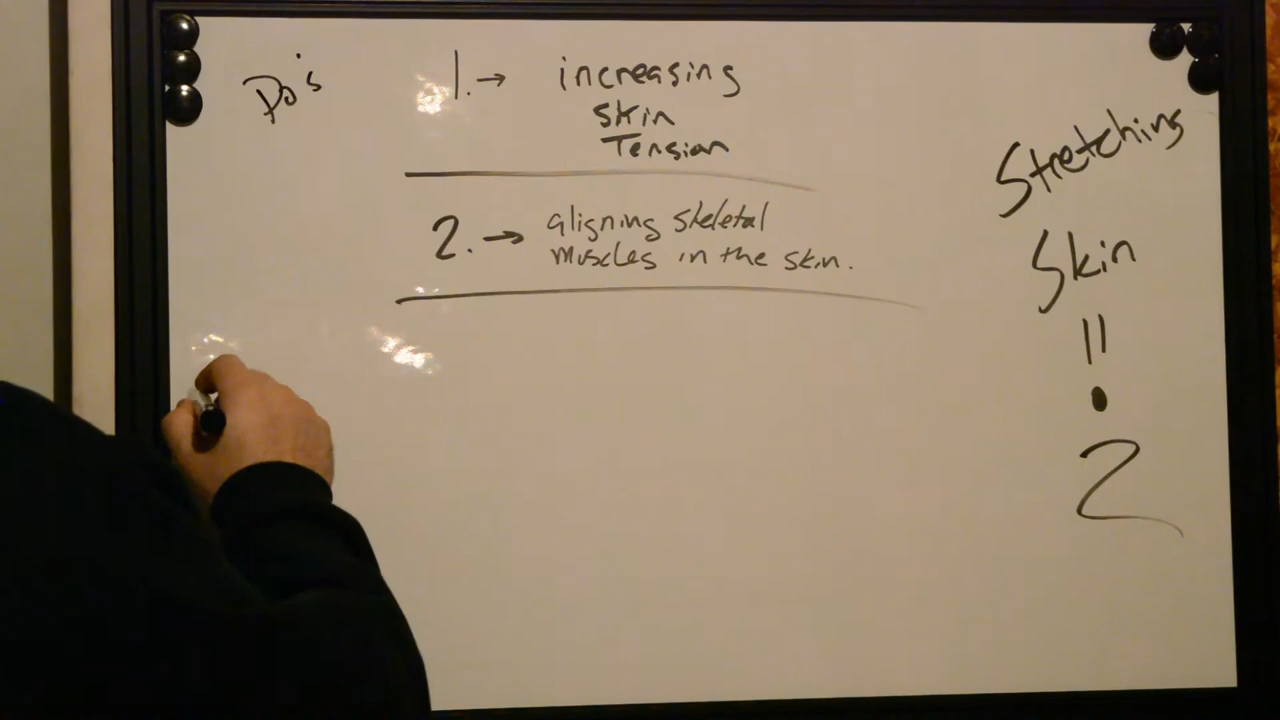 Do's
1. → increasing
skin
Tension
2. → aligning skeletal
muscles in the skin.
Stretching
Skin
||
•
2